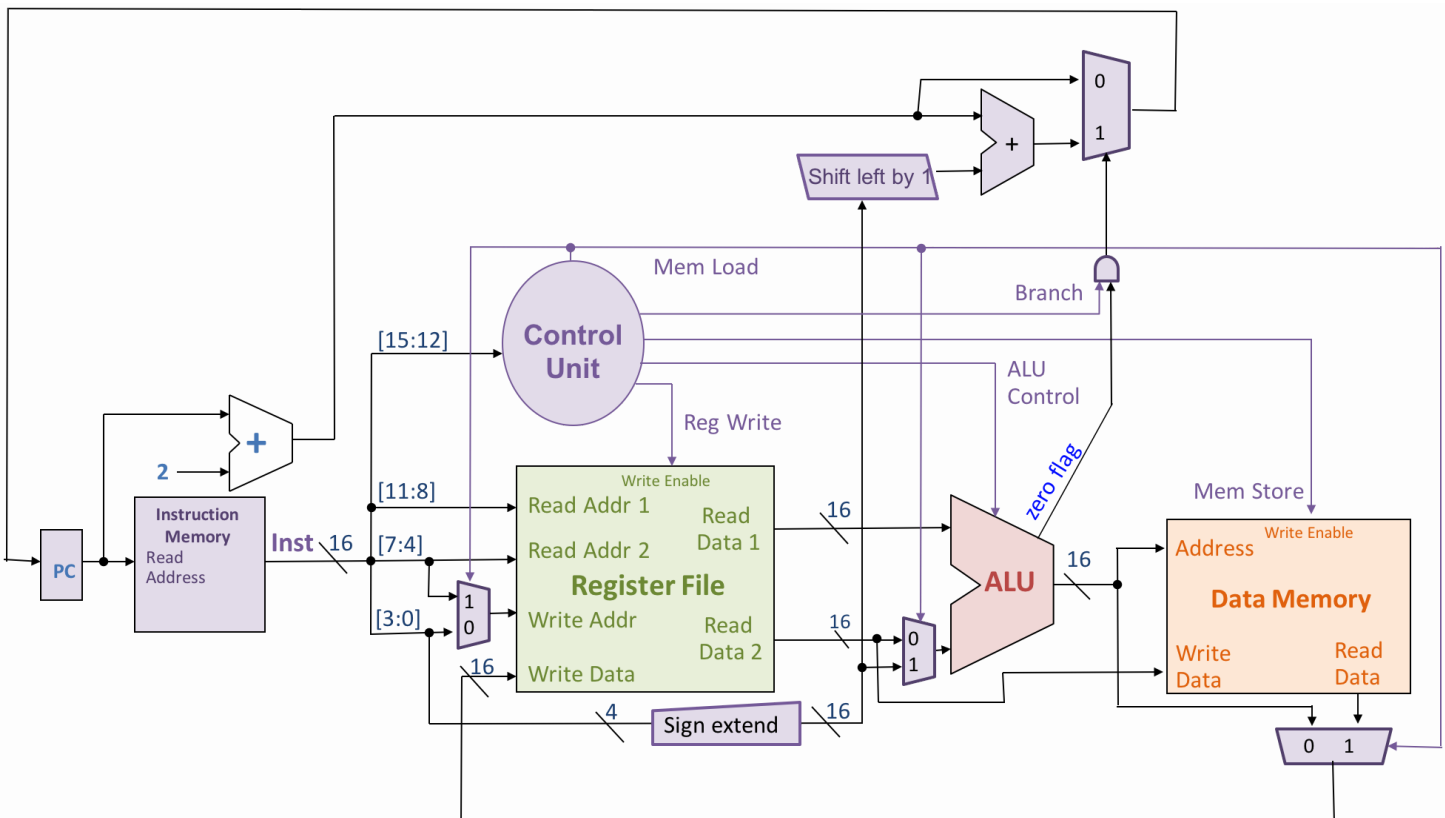 0
1
+
Shift left by 1
Mem Load
Branch
Control
Unit
[15:12]
ALU
Control
Reg Write
+
2
zero flag
Mem Store
Instruction
Memory
Read
Address
PC
Inst
16
[11:8]
[7:4]
[3:0]
1
0
Write Enable
Read Addr 1
Read
Data 1
Read Addr 2
Register File
Write Addr
Read
Data 2
Write Data
16
16
16
0
1
ALU
16
Write Enable
Address
Data Memory
Write
Data
Read
Data
4
Sign extend
16
0 1